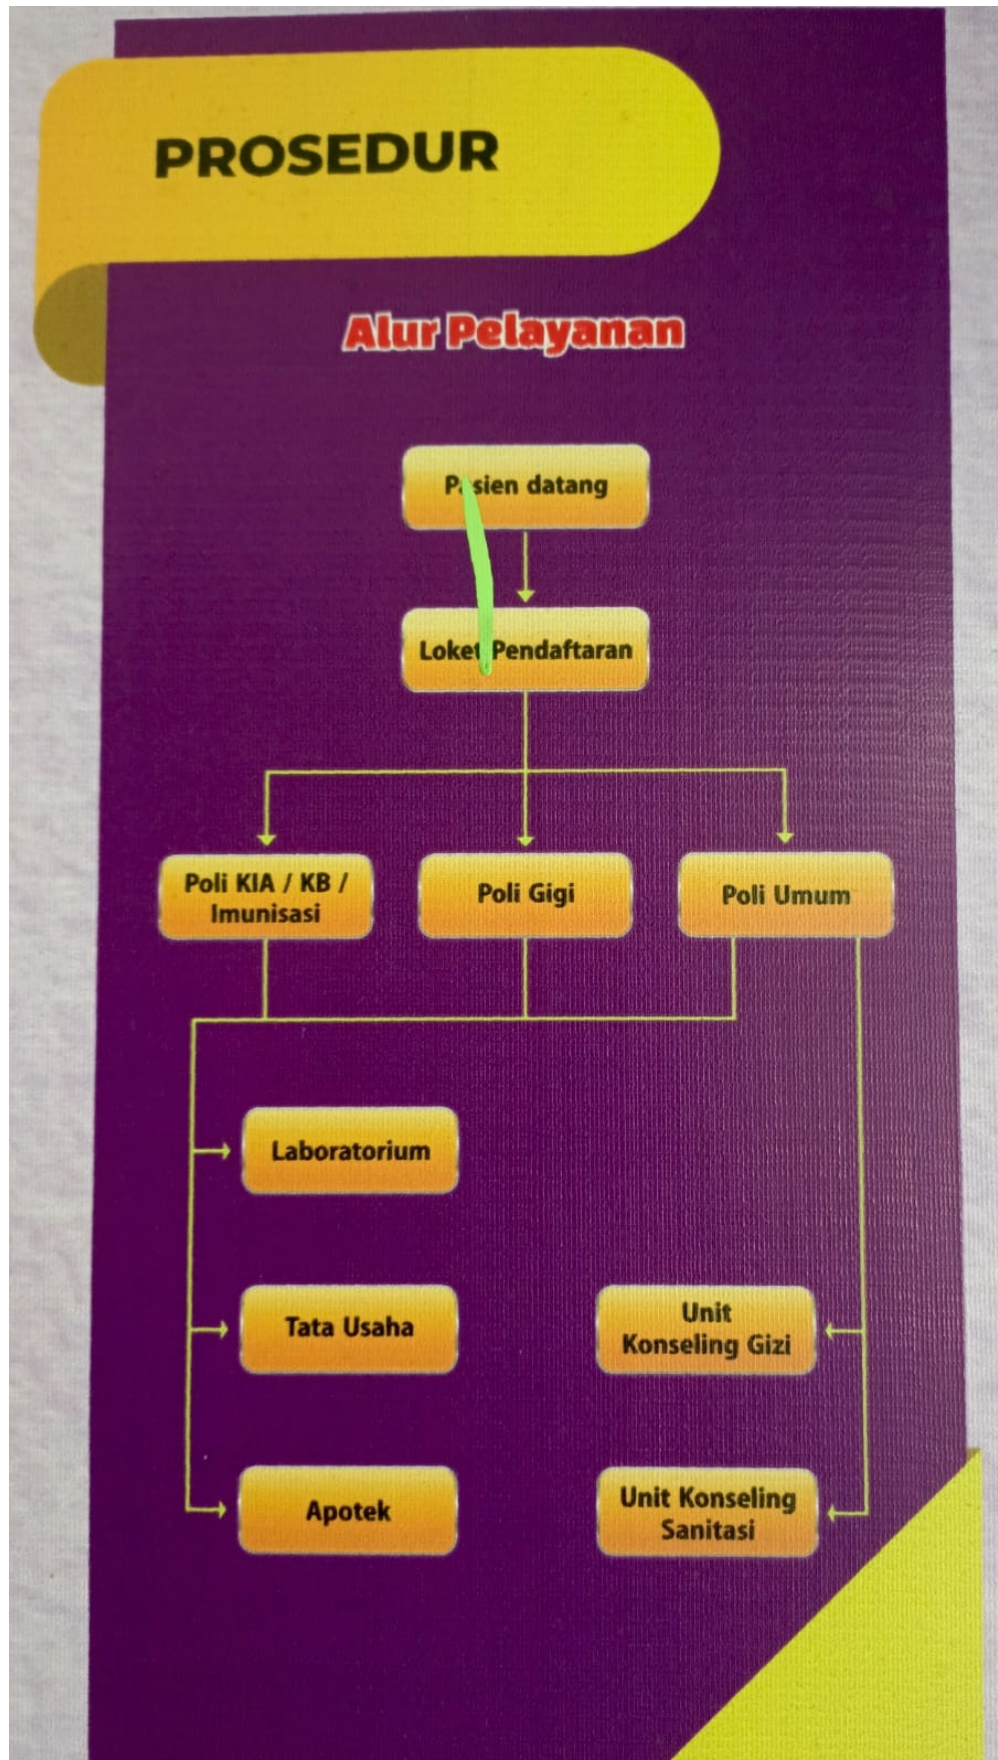 PROSEDUR
Alur Pelayanan
Pasien datang
Loket Pendaftaran
Poli KIA / KB /
Imunisasi
Poli Gigi
Poli Umum
Laboratorium
Tata Usaha
Unit
Konseling Gizi
Apotek
Unit Konseling
Sanitasi